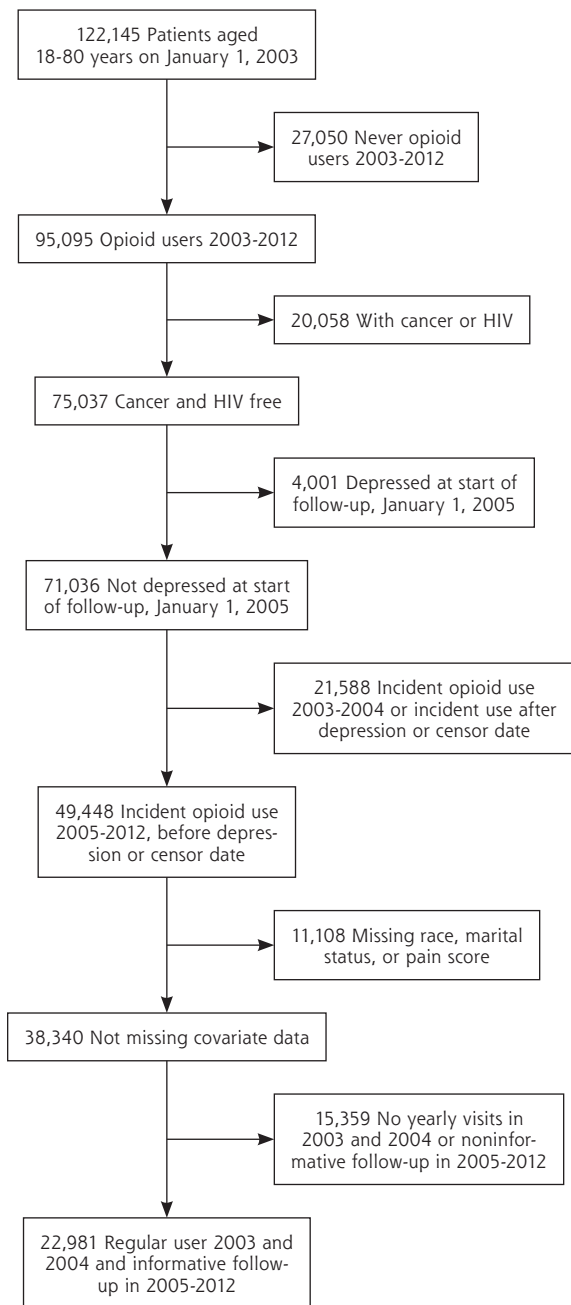 122,145 Patients aged
18-80 years on January 1, 2003
27,050 Never opioid
users 2003-2012
95,095 Opioid users 2003-2012
20,058 With cancer or HIV
75,037 Cancer and HIV free
4,001 Depressed at start of
follow-up, January 1, 2005
71,036 Not depressed at start
of follow-up, January 1, 2005
21,588 Incident opioid use
2003-2004 or incident use after
depression or censor date
49,448 Incident opioid use
2005-2012, before depres-
sion or censor date
11,108 Missing race, marital
status, or pain score
38,340 Not missing covariate data
15,359 No yearly visits in
2003 and 2004 or noninfor-
mative follow-up in 2005-2012
22,981 Regular user 2003 and
2004 and informative follow-
up in 2005-2012